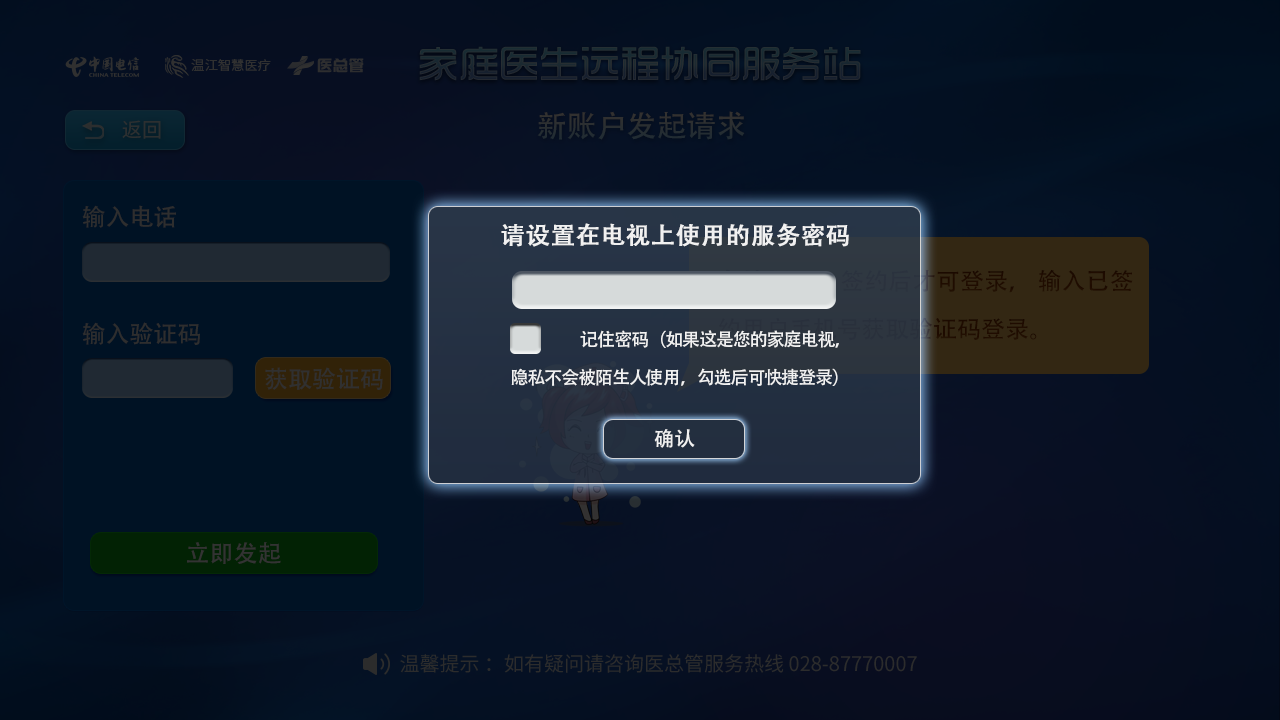 中国电信
CHINA TELECOM
温江智慧医疗
医总管
家庭医生远程协同服务站
返回
新账户发起请求
输入电话
输入验证码
获取验证码
立即发起
请设置在电视上使用的服务密码
记住密码（如果这是您的家庭电视,
隐私不会被陌生人使用，勾选后可快捷登录）
确认
签约后才可登录， 输入已签
号获取验证码登录。
温馨提示： 如有疑问请咨询医总管服务热线 028-87770007